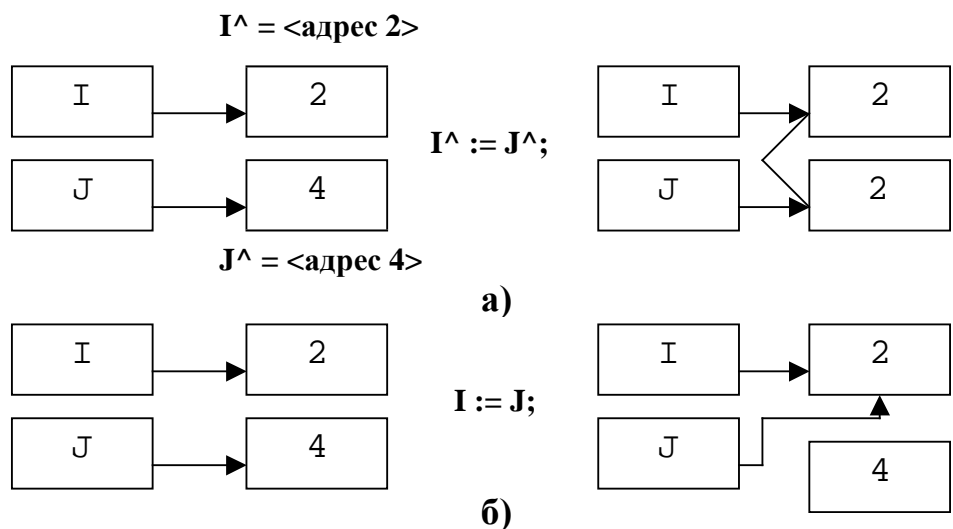 I^ = <адрес 2>
I 2 I 2
I^ := J^;
J 4 J 2
J^ = <адрес 4>
а)
I 2 I 2
I := J;
J 4 J 4
б)